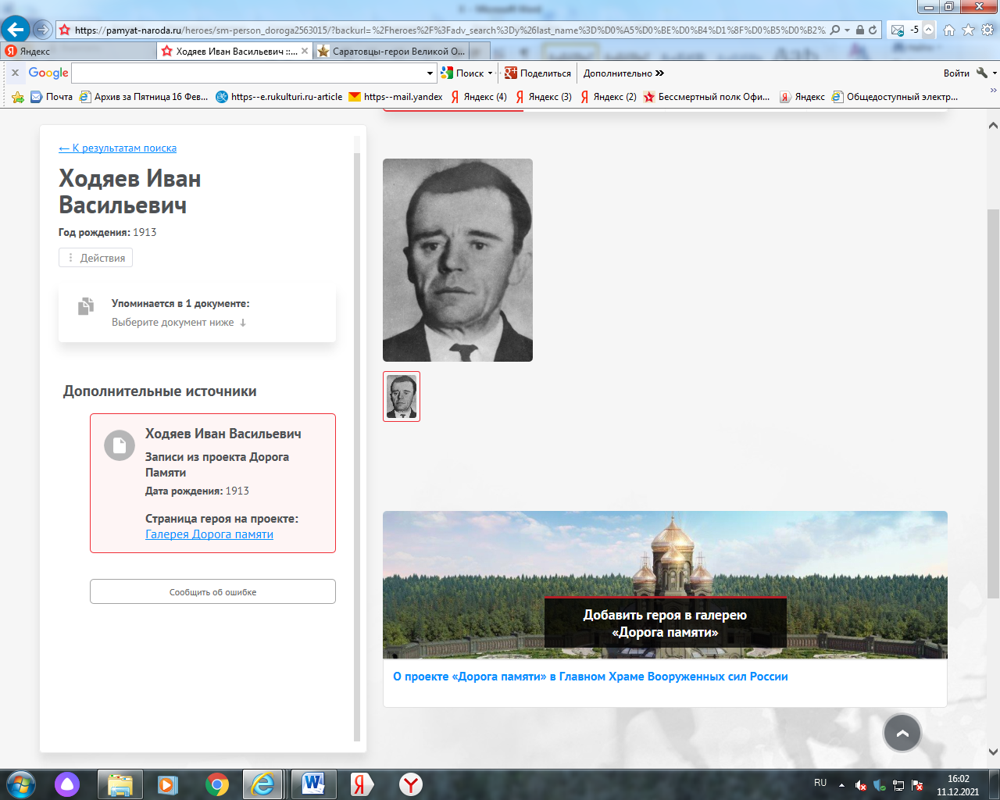 https://pamyat-naroda.ru/heroes/sm-person_doroga2563015/?backurl=%2Fheroes%2F%3Fadv_search%3Dy%26last_name%3D%D0%A5%D0%BE%D0%B4%D1%8F%D0%B5%D0%B2%2
-5
Яндекс
Ходяев Иван Васильевич ::...
Саратовцы-герои Великой О...
Google
Поиск
Поделиться
Дополнительно
Войти
Почта
Архив за Пятница 16 Фев...
https--e.rukulturi.ru-article
https--mail.yandex
Яндекс (4)
Яндекс (3)
Яндекс (2)
Бессмертный полк Офи...
Яндекс
Общедоступный электр...
← К результатам поиска
Ходяев Иван
Васильевич
Год рождения: 1913
Действия
Упоминается в 1 документе:
Выберите документ ниже ↓
Дополнительные источники
Ходяев Иван Васильевич
Записи из проекта Дорога
Памяти
Дата рождения: 1913
Страница героя на проекте:
Галерея Дорога памяти
Сообщить об ошибке
Добавить героя в галерею
«Дорога памяти»
О проекте «Дорога памяти» в Главном Храме Вооруженных сил России
RU
16:02
11.12.2021